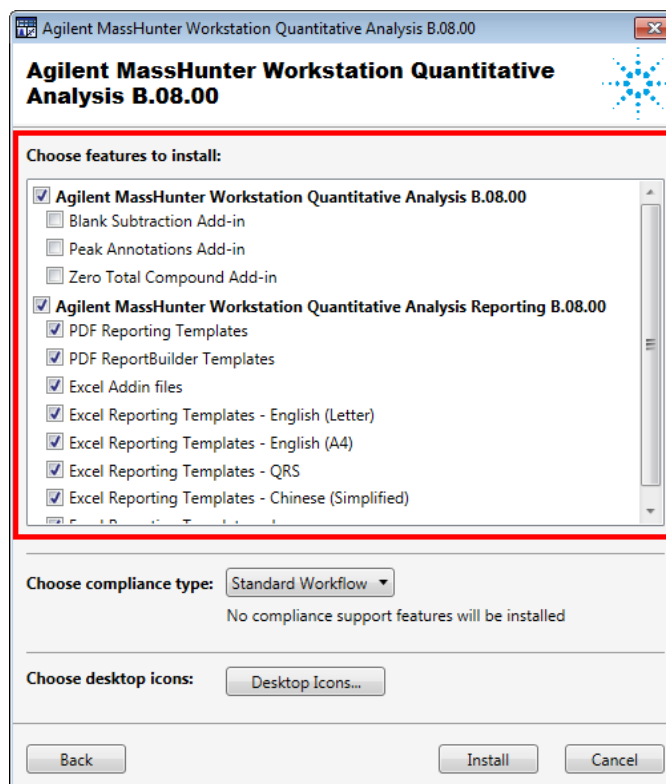 Agilent MassHunter Workstation Quantitative Analysis B.08.00
Agilent MassHunter Workstation Quantitative
Analysis B.08.00
Choose features to install:
Agilent MassHunter Workstation Quantitative Analysis B.08.00
Blank Subtraction Add-in
Peak Annotations Add-in
Zero Total Compound Add-in
Agilent MassHunter Workstation Quantitative Analysis Reporting B.08.00
PDF Reporting Templates
PDF ReportBuilder Templates
Excel Addin files
Excel Reporting Templates - English (Letter)
Excel Reporting Templates - English (A4)
Excel Reporting Templates - QRS
Excel Reporting Templates - Chinese (Simplified)
Choose compliance type: Standard Workflow
No compliance support features will be installed
Choose desktop icons: Desktop Icons...
Back Install Cancel